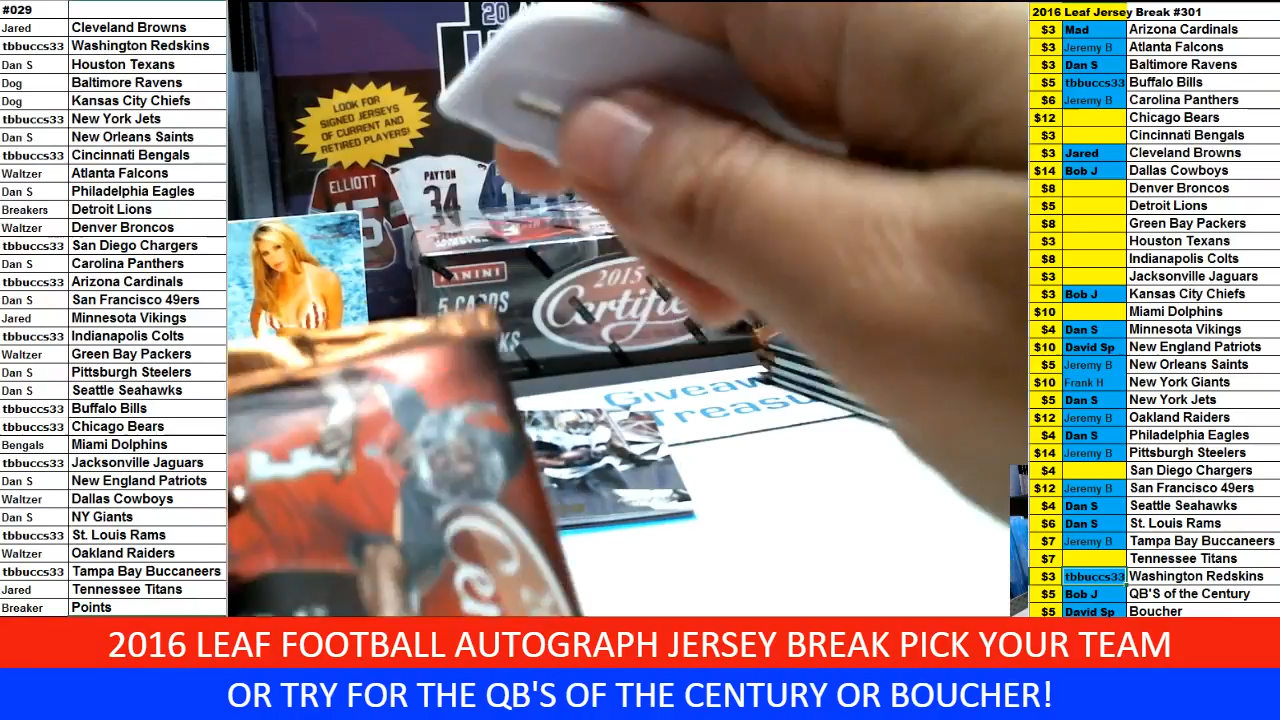 #029
Jared Cleveland Browns
tbbuccs33 Washington Redskins
Dan S Houston Texans
Dog Baltimore Ravens
Dog Kansas City Chiefs
tbbuccs33 New York Jets
Dan S New Orleans Saints
tbbuccs33 Cincinnati Bengals
Waltzer Atlanta Falcons
Dan S Philadelphia Eagles
Breakers Detroit Lions
Waltzer Denver Broncos
tbbuccs33 San Diego Chargers
Dan S Carolina Panthers
tbbuccs33 Arizona Cardinals
Dan S San Francisco 49ers
Jared Minnesota Vikings
tbbuccs33 Indianapolis Colts
Waltzer Green Bay Packers
Dan S Pittsburgh Steelers
Dan S Seattle Seahawks
tbbuccs33 Buffalo Bills
tbbuccs33 Chicago Bears
Bengals Miami Dolphins
tbbuccs33 Jacksonville Jaguars
Dan S New England Patriots
Waltzer Dallas Cowboys
Dan S NY Giants
tbbuccs33 St. Louis Rams
Waltzer Oakland Raiders
tbbuccs33 Tampa Bay Buccaneers
Jared Tennessee Titans
Breaker Points
20
LOOK FOR
SIGNED JERSEYS
OF CURRENT AND
RETIRED PLAYERS!
ELLIOTT
PAYTON
34
PANINI
5 CARDS
2015
Certifie
Giveaw
Treasu
Ce
2016 Leaf Jersey Break #301
$3 Mad Arizona Cardinals
$3 Jeremy B Atlanta Falcons
$3 Dan S Baltimore Ravens
$5 tbbuccs33 Buffalo Bills
$6 Jeremy B Carolina Panthers
$12 Chicago Bears
$3 Cincinnati Bengals
$3 Jared Cleveland Browns
$14 Bob J Dallas Cowboys
$8 Denver Broncos
$5 Detroit Lions
$8 Green Bay Packers
$3 Houston Texans
$8 Indianapolis Colts
$3 Jacksonville Jaguars
$3 Bob J Kansas City Chiefs
$10 Miami Dolphins
$4 Dan S Minnesota Vikings
$10 David Sp New England Patriots
$5 Jeremy B New Orleans Saints
$10 Frank H New York Giants
$5 Dan S New York Jets
$12 Jeremy B Oakland Raiders
$4 Dan S Philadelphia Eagles
$14 Jeremy B Pittsburgh Steelers
$4 San Diego Chargers
$12 Jeremy B San Francisco 49ers
$4 Dan S Seattle Seahawks
$6 Dan S St. Louis Rams
$7 Jeremy B Tampa Bay Buccaneers
$7 Tennessee Titans
$3 tbbuccs33 Washington Redskins
$5 Bob J QB'S of the Century
$5 David Sp Boucher
2016 LEAF FOOTBALL AUTOGRAPH JERSEY BREAK PICK YOUR TEAM
OR TRY FOR THE QB'S OF THE CENTURY OR BOUCHER!